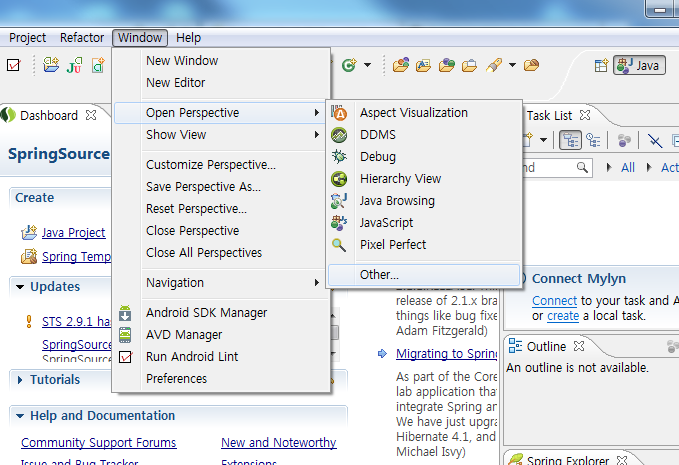 Project Refactor Window Help
Java
Dashboard
SpringSource
Create
Java Project
Spring Temp
Updates
STS 2.9.1 ha
SpringSource
SpringSource
Tutorials
Help and Documentation
Community Support Forums
New and Noteworthy
Issue and Bug Tracker
Extensions
New Window
New Editor
Open Perspective
Show View
Customize Perspective...
Save Perspective As...
Reset Perspective...
Close Perspective
Close All Perspectives
Navigation
Android SDK Manager
AVD Manager
Run Android Lint
Preferences
Aspect Visualization
DDMS
Debug
Hierarchy View
Java Browsing
JavaScript
Pixel Perfect
Other...
release of 2.1.x bra
things like bug fixe
Adam Fitzgerald)
Migrating to Spring
As part of the Core
lab application that
integrate Spring an
We have just upgra
Hibernate 4.1, and
Michael Isvy)
Task List
nd
All
Act
Connect Mylyn
Connect to your task and A
or create a local task.
Outline
An outline is not available.
Spring Explorer